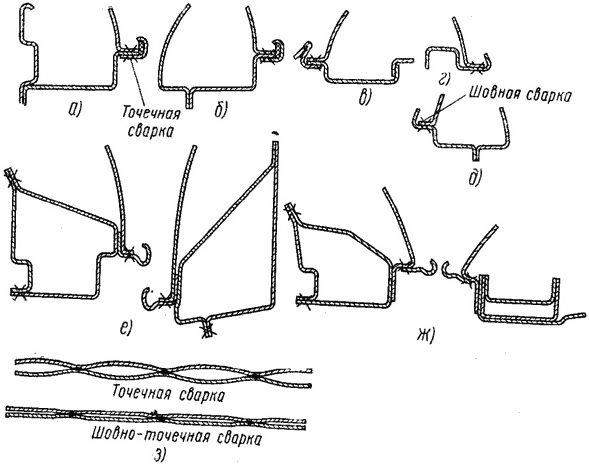 а)
Точечная
сварка
б)
в)
г)
Шовная сварка
д)
е)
ж)
Точечная сварка
Шовно-точечная сварка
з)